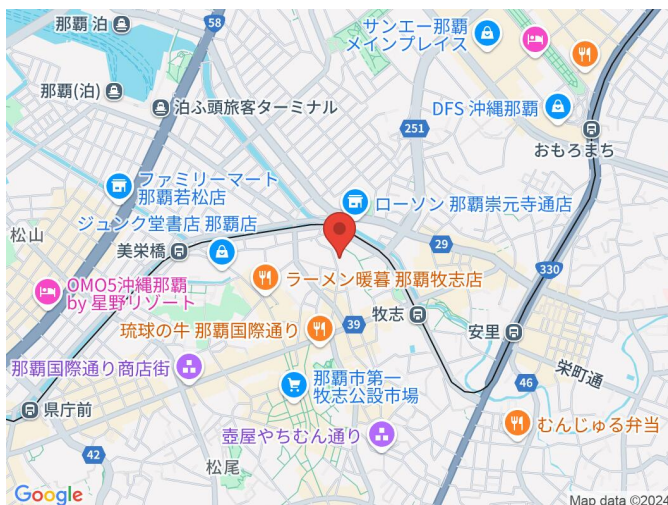 那覇 泊
58
サンエー那覇
メインプレイス
那覇(泊)
泊ふ頭旅客ターミナル
DFS 沖縄那覇
251
おもろまち
ファミリーマート
那覇若松店
ローソン 那覇崇元寺通店
ジュンク堂書店 那覇店
松山
美栄橋
29
330
OMO5沖縄那覇
by 星野リゾート
ラーメン暖暮 那覇牧志店
琉球の牛 那覇国際通り
39
牧志
安里
那覇国際通り商店街
栄町通
那覇市第一
牧志公設市場
46
県庁前
むんじゅる弁当
壺屋やちむん通り
42
松尾
Google
Map data ©2024